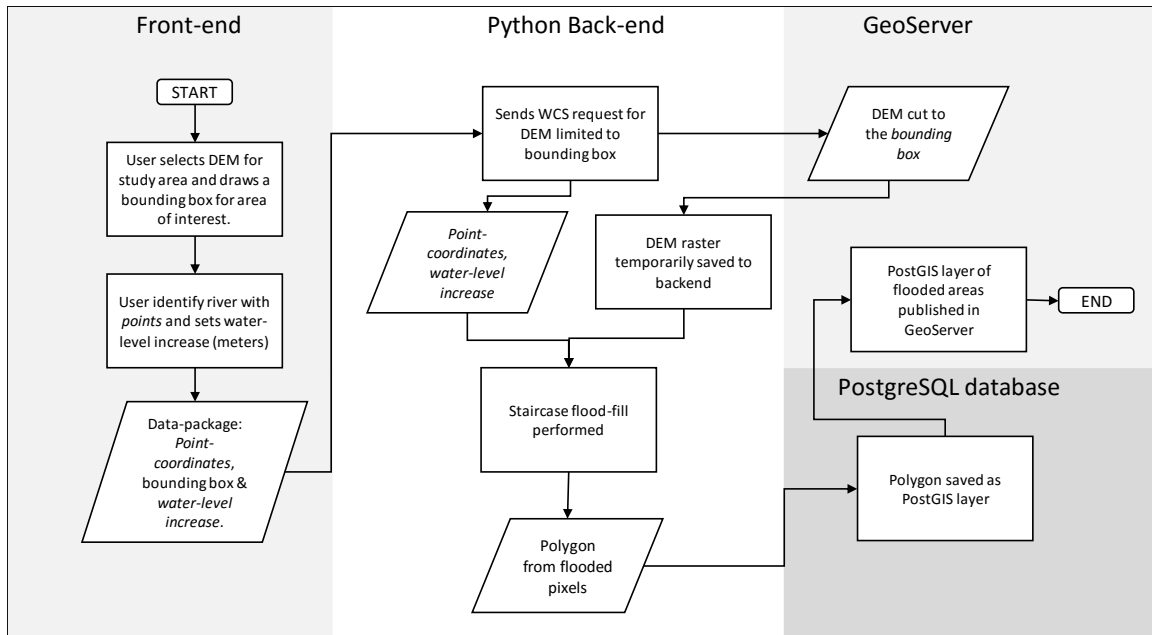 Front-end
START
User selects DEM for
study area and draws a
bounding box for area
of interest.
User identify river with
points and sets water-
level increase (meters)
Data-package:
Point-
coordinates,
bounding box &
water-level
increase.
Python Back-end
Sends WCS request for
DEM limited to
bounding box
Point-
coordinates,
water-level
increase
DEM raster
temporarily saved to
backend
Staircase flood-fill
performed
Polygon
from flooded
pixels
GeoServer
DEM cut to
the bounding
box
PostGIS layer of
flooded areas
published in
GeoServer
END
PostgreSQL database
Polygon saved as
PostGIS layer